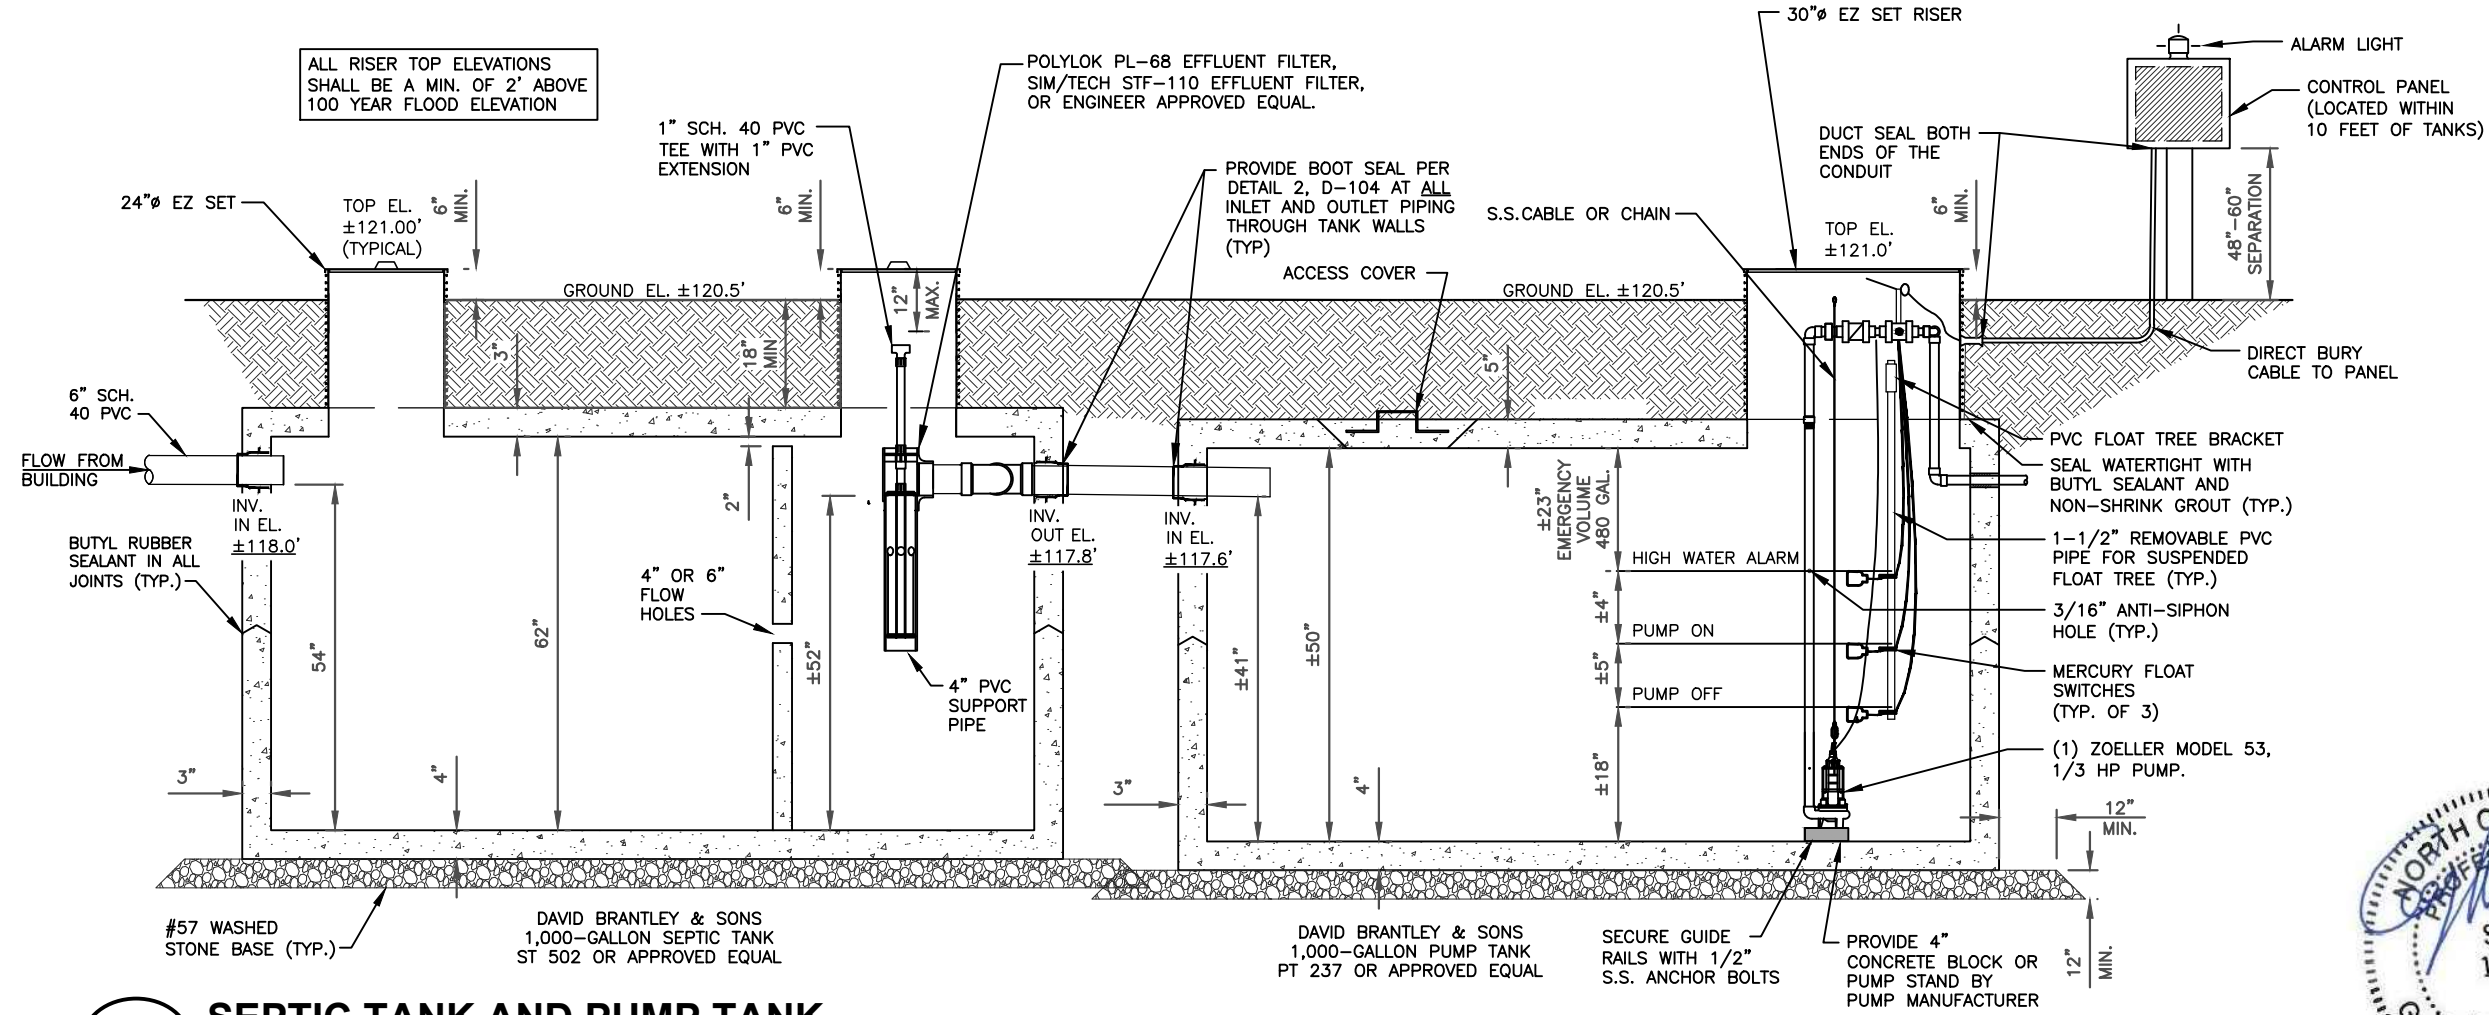 ALL RISER TOP ELEVATIONS
SHALL BE A MIN. OF 2' ABOVE
100 YEAR FLOOD ELEVATION
24"ø EZ SET
TOP EL.
±121.00'
(TYPICAL)
6"
MIN.
1" SCH. 40 PVC
TEE WITH 1" PVC
EXTENSION
6"
MIN.
POLYLOK PL-68 EFFLUENT FILTER,
SIM/TECH STF-110 EFFLUENT FILTER,
OR ENGINEER APPROVED EQUAL.
PROVIDE BOOT SEAL PER
DETAIL 2, D-104 AT ALL
INLET AND OUTLET PIPING
THROUGH TANK WALLS
(TYP)
ACCESS COVER
S.S.CABLE OR CHAIN
30"ø EZ SET RISER
TOP EL.
±121.0'
DUCT SEAL BOTH
ENDS OF THE
CONDUIT
6"
MIN.
ALARM LIGHT
CONTROL PANEL
(LOCATED WITHIN
10 FEET OF TANKS)
48"-60"
SEPARATION
GROUND EL. ±120.5'
12"
MAX.
GROUND EL. ±120.5'
3"
18"
MIN
5"
DIRECT BURY
CABLE TO PANEL
6" SCH.
40 PVC
FLOW FROM
BUILDING
INV.
IN EL.
±118.0'
BUTYL RUBBER
SEALANT IN ALL
JOINTS (TYP.)
2"
4" OR 6"
FLOW
HOLES
54"
62"
±52"
4" PVC
SUPPORT
PIPE
INV.
OUT EL.
±117.8'
INV.
IN EL.
±117.6'
±41"
±50"
±23"
EMERGENCY
VOLUME
480 GAL.
HIGH WATER ALARM
±4"
PUMP ON
±5"
PUMP OFF
±18"
PVC FLOAT TREE BRACKET
SEAL WATERTIGHT WITH
BUTYL SEALANT AND
NON-SHRINK GROUT (TYP.)
1-1/2" REMOVABLE PVC
PIPE FOR SUSPENDED
FLOAT TREE (TYP.)
3/16" ANTI-SIPHON
HOLE (TYP.)
MERCURY FLOAT
SWITCHES
(TYP. OF 3)
(1) ZOELLER MODEL 53,
1/3 HP PUMP.
3"
4"
3"
4"
12"
MIN.
12"
MIN.
#57 WASHED
STONE BASE (TYP.)
DAVID BRANTLEY & SONS
1,000-GALLON SEPTIC TANK
ST 502 OR APPROVED EQUAL
DAVID BRANTLEY & SONS
1,000-GALLON PUMP TANK
PT 237 OR APPROVED EQUAL
SECURE GUIDE
RAILS WITH 1/2"
S.S. ANCHOR BOLTS
PROVIDE 4"
CONCRETE BLOCK OR
PUMP STAND BY
PUMP MANUFACTURER
SEPTIC TANK AND PUMP TANK
NORTH